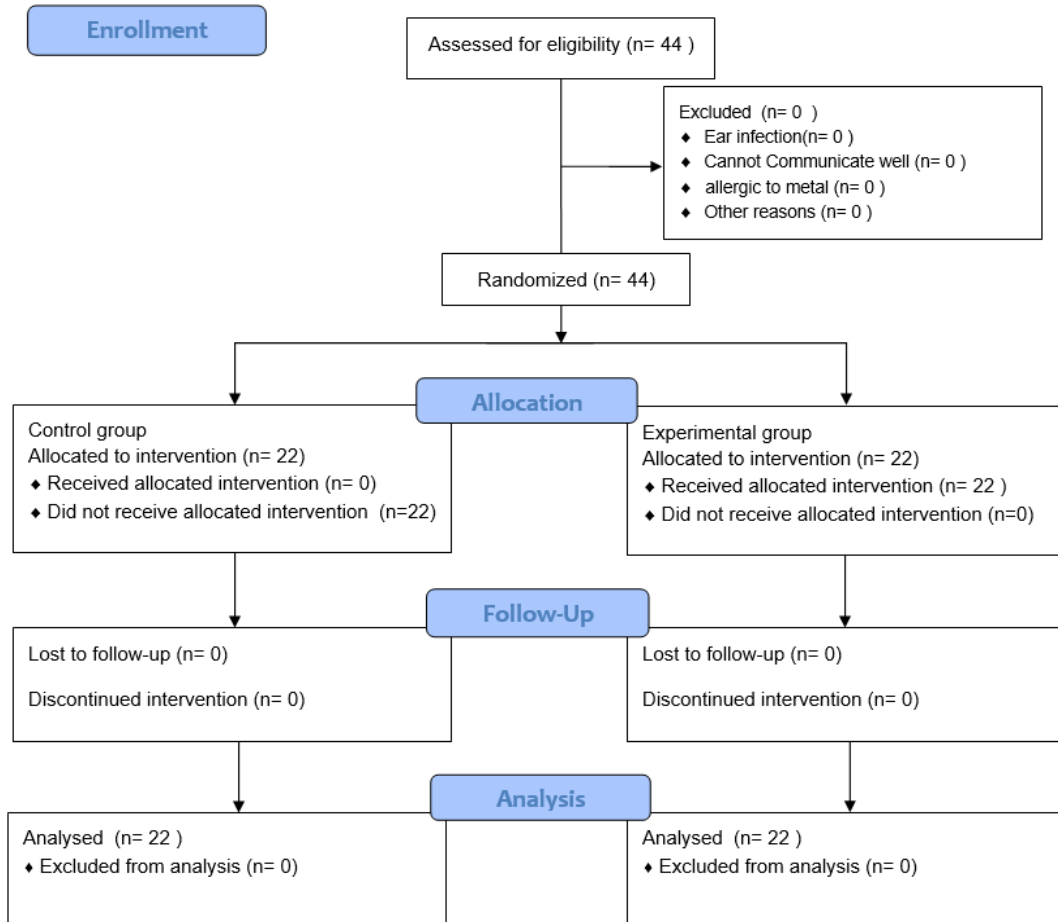 Enrollment
Assessed for eligibility (n= 44 )
Excluded (n= 0 )
♦ Ear infection(n= 0 )
♦ Cannot Communicate well (n= 0 )
♦ allergic to metal (n= 0 )
♦ Other reasons (n= 0 )
Randomized (n= 44)
Allocation
Control group
Allocated to intervention (n= 22)
♦ Received allocated intervention (n= 0)
♦ Did not receive allocated intervention (n=22)
Experimental group
Allocated to intervention (n= 22)
♦ Received allocated intervention (n= 22 )
♦ Did not receive allocated intervention (n=0)
Follow-Up
Lost to follow-up (n= 0)
Discontinued intervention (n= 0)
Lost to follow-up (n= 0)
Discontinued intervention (n= 0)
Analysis
Analysed (n= 22 )
♦ Excluded from analysis (n= 0)
Analysed (n= 22 )
♦ Excluded from analysis (n= 0)